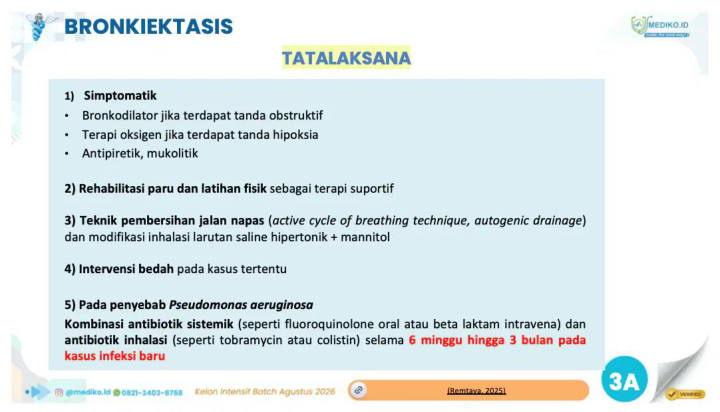 BRONKIEKTASIS
MEDIKO.ID
TATALAKSANA
1) Simptomatik
• Bronkodilator jika terdapat tanda obstruktif
• Terapi oksigen jika terdapat tanda hipoksia
• Antipiretik, mukolitik
2) Rehabilitasi paru dan latihan fisik sebagai terapi suportif
3) Teknik pembersihan jalan napas (active cycle of breathing technique, autogenic drainage)
dan modifikasi inhalasi larutan saline hipertonik + mannitol
4) Intervensi bedah pada kasus tertentu
5) Pada penyebab Pseudomonas aeruginosa
Kombinasi antibiotik sistemik (seperti fluoroquinolone oral atau beta laktam intravena) dan
antibiotik inhalasi (seperti tobramycin atau colistin) selama 6 minggu hingga 3 bulan pada
kasus infeksi baru
@mediko.id 0821-3403-8758 Kelon Intensif Batch Agustus 2026
(Remtava, 2025)
3A
VERIFIED